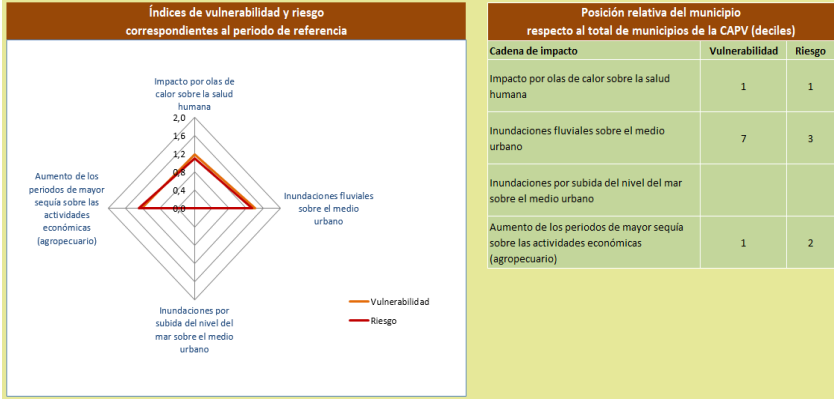 Índices de vulnerabilidad y riesgo
correspondientes al periodo de referencia
Impacto por olas de
calor sobre la salud
humana
2,0
1,6
1,2
0,8
0,4
0,0
Aumento de los
periodos de mayor
sequía sobre las
actividades
económicas
(agropecuario)
Inundaciones fluviales
sobre el medio
urbano
Inundaciones por
subida del nivel del
mar sobre el medio
urbano
Vulnerabilidad
Riesgo
Posición relativa del municipio
respecto al total de municipios de la CAPV (deciles)
Cadena de impacto Vulnerabilidad Riesgo
Impacto por olas de calor sobre la salud
humana
1 1
Inundaciones fluviales sobre el medio
urbano
7 3
Inundaciones por subida del nivel del mar
sobre el medio urbano
Aumento de los periodos de mayor sequía
sobre las actividades económicas
(agropecuario)
1 2